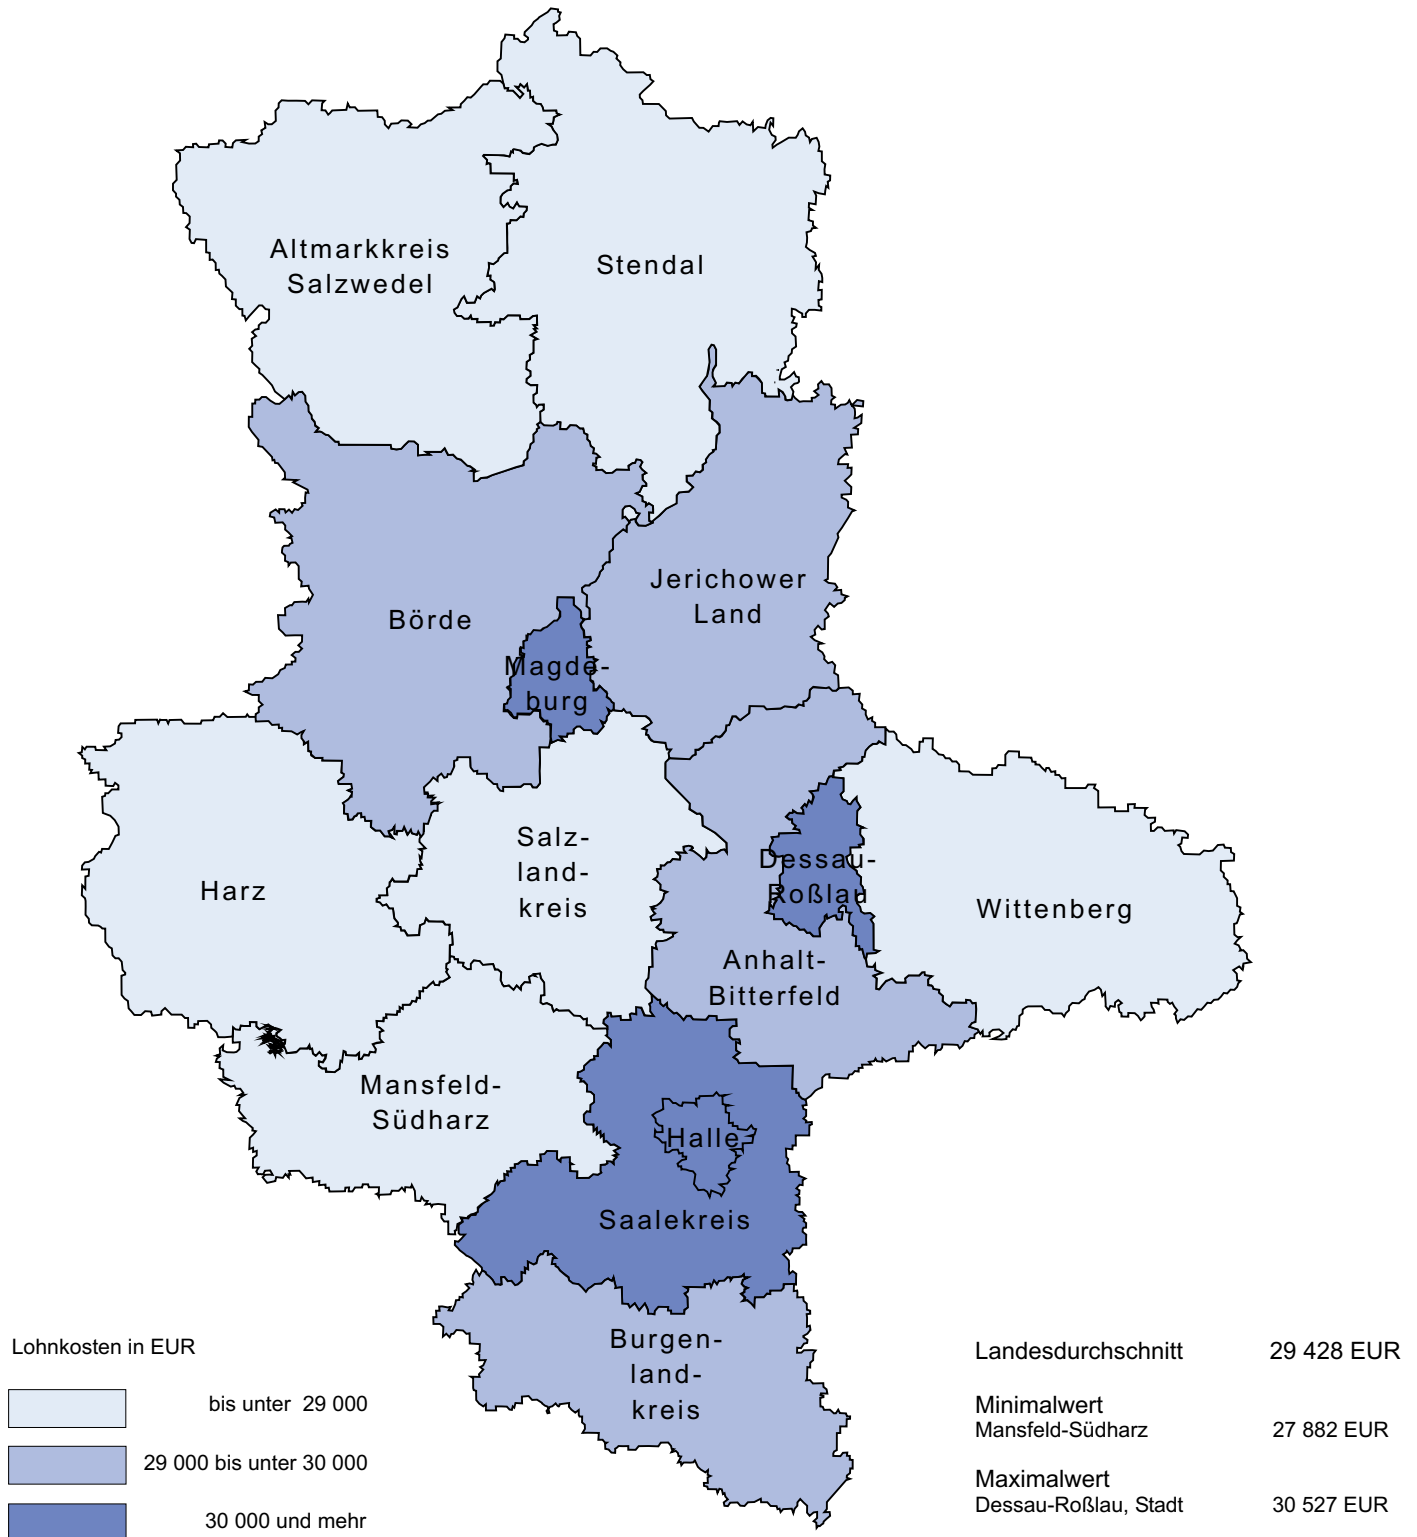 Altmarkkreis
Salzwedel
Stendal
Jerichower
Land
Börde
Magde-
burg
Salz-
land-
kreis
Harz
Dessau-
Roßlau
Wittenberg
Anhalt-
Bitterfeld
Mansfeld-
Südharz
Halle
Saalekreis
Burgen-
land-
kreis
Lohnkosten in EUR
bis unter 29 000
29 000 bis unter 30 000
30 000 und mehr
Landesdurchschnitt 29 428 EUR
Minimalwert
Mansfeld-Südharz 27 882 EUR
Maximalwert
Dessau-Roßlau, Stadt 30 527 EUR